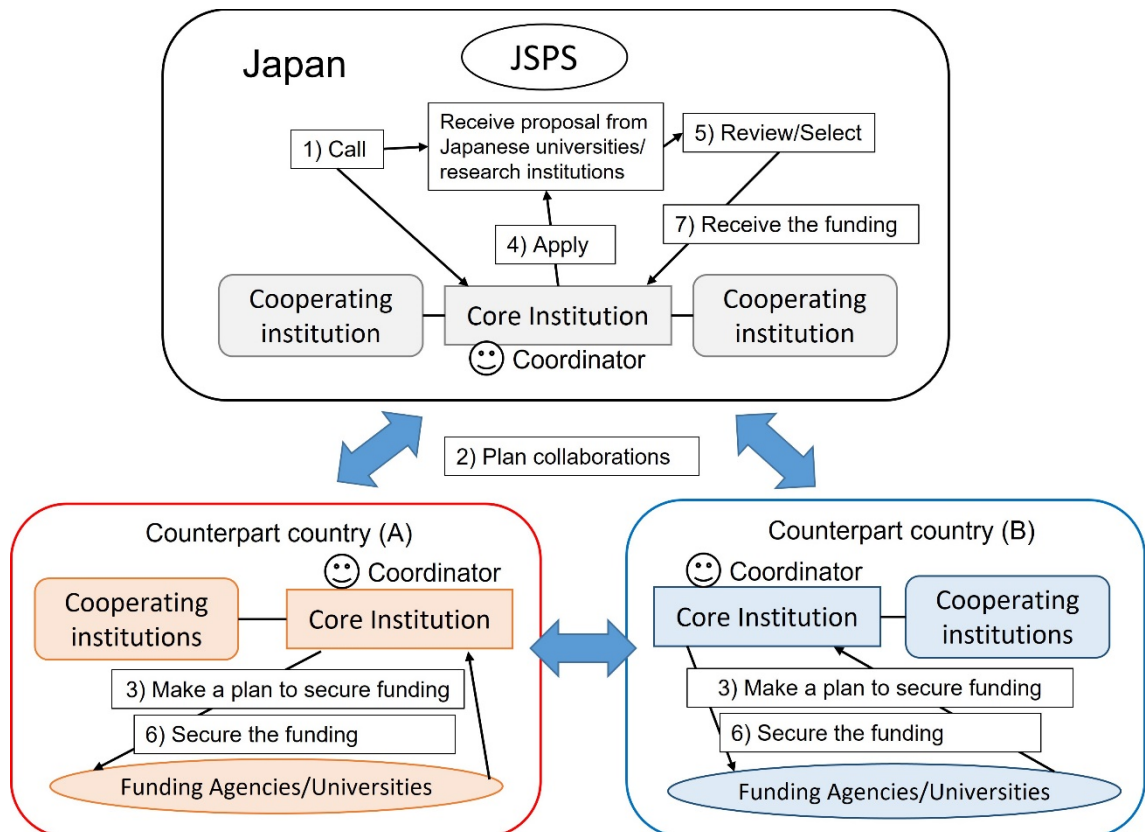 Japan
JSPS
1) Call
Receive proposal from
Japanese universities/
research institutions
5) Review/Select
4) Apply
7) Receive the funding
Cooperating
institution
Core Institution
Cooperating
institution
Coordinator
2) Plan collaborations
Counterpart country (A)
Coordinator
Cooperating
institutions
Core Institution
3) Make a plan to secure funding
6) Secure the funding
Funding Agencies/Universities
Counterpart country (B)
Coordinator
Core Institution
Cooperating
institutions
3) Make a plan to secure funding
6) Secure the funding
Funding Agencies/Universities